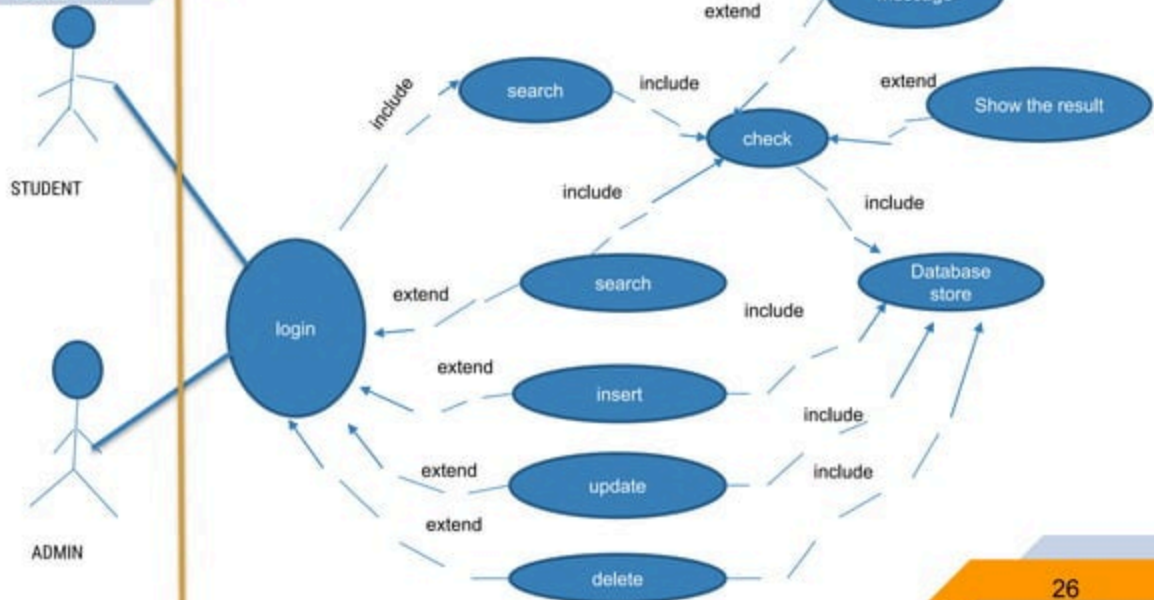 extend
message
include
search
include
extend
Show the result
check
STUDENT
include
include
Database
store
search
extend
include
login
extend
insert
include
extend
update
include
extend
ADMIN
delete
26